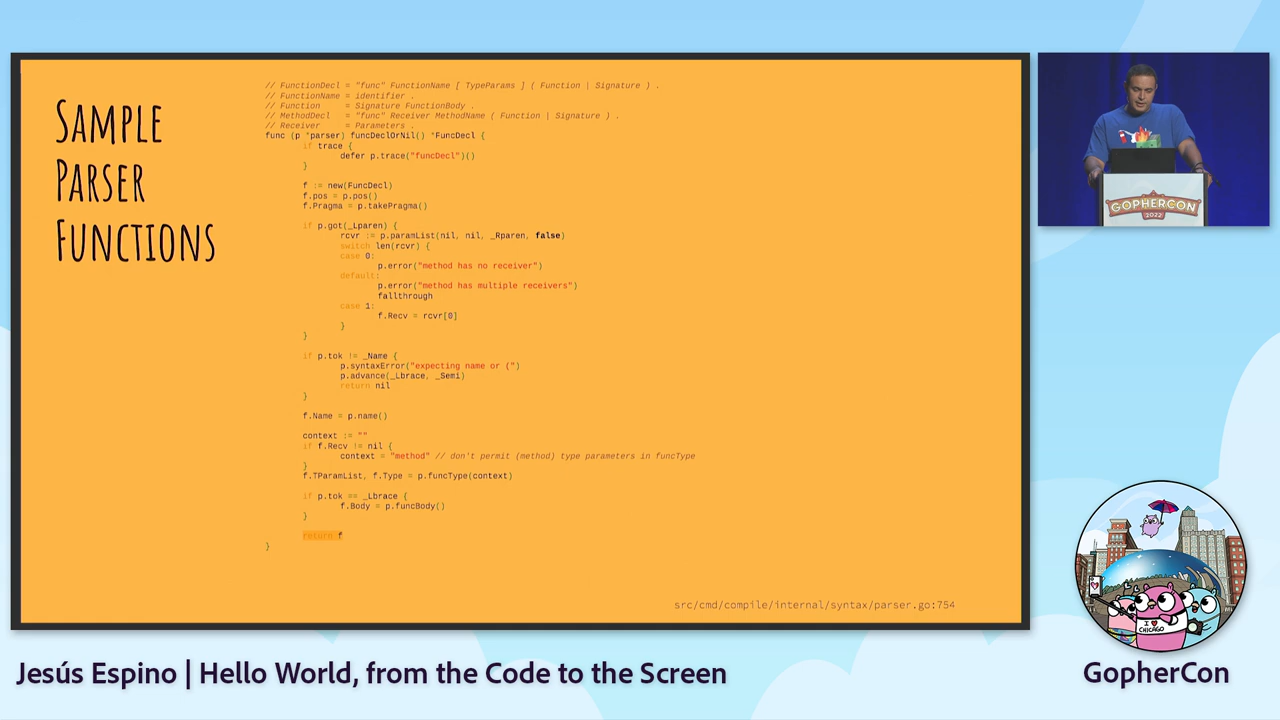 SAMPLE
PARSER
FUNCTIONS
// FunctionDecl = "func" FunctionName [ TypeParams ] ( Function | Signature ) .
// FunctionName = identifier .
// Function     = Signature FunctionBody .
// MethodDecl   = "func" Receiver MethodName ( Function | Signature ) .
// Receiver     = Parameters .
func (p *parser) funcDeclOrNil() *FuncDecl {
if trace {
defer p.trace("funcDecl")()
}
f := new(FuncDecl)
f.pos = p.pos()
f.Pragma = p.takePragma()
if p.got(_Lparen) {
rcvr := p.paramList(nil, nil, _Rparen, false)
switch len(rcvr) {
case 0:
p.error("method has no receiver")
default:
p.error("method has multiple receivers")
fallthrough
case 1:
f.Recv = rcvr[0]
}
}
if p.tok != _Name {
p.syntaxError("expecting name or (")
p.advance(_Lbrace, _Semi)
return nil
}
f.Name = p.name()
context := ""
if f.Recv != nil {
context = "method" // don't permit (method) type parameters in funcType
}
f.TParamList, f.Type = p.funcType(context)
if p.tok == _Lbrace {
f.Body = p.funcBody()
}
return f
}
src/cmd/compile/internal/syntax/parser.go:754
GOPHERCON
2022
I ♥
CHICAGO
Jesús Espino | Hello World, from the Code to the Screen
GopherCon